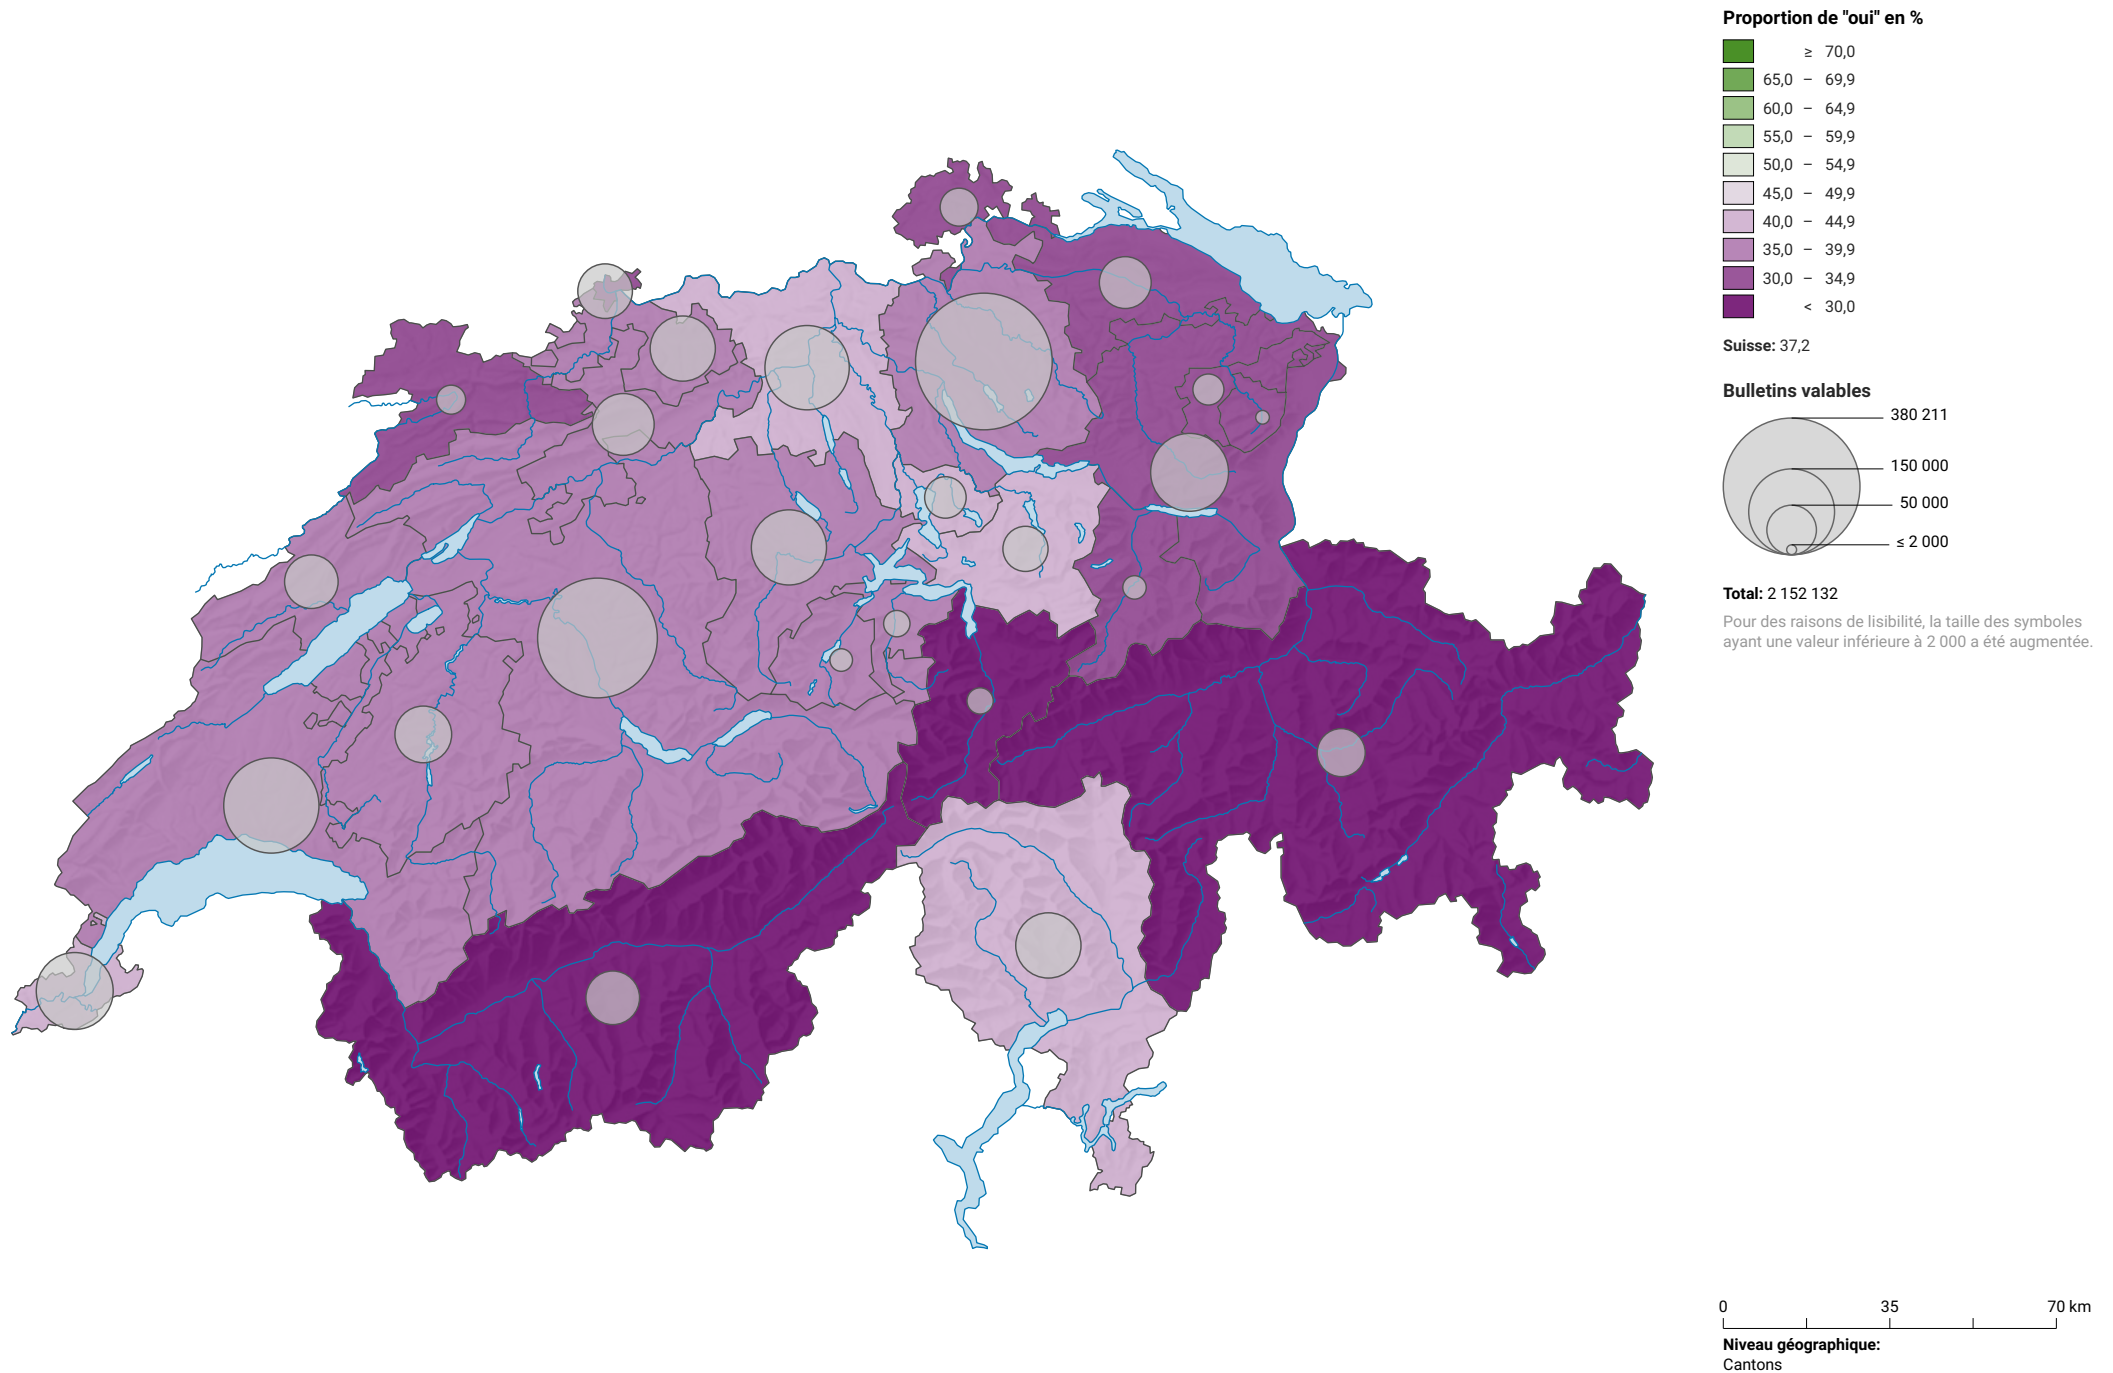 Proportion de "oui" en %
≥ 70,0
65,0 – 69,9
60,0 – 64,9
55,0 – 59,9
50,0 – 54,9
45,0 – 49,9
40,0 – 44,9
35,0 – 39,9
30,0 – 34,9
< 30,0
Suisse: 37,2
Bulletins valables
380 211
150 000
50 000
≤ 2 000
Total: 2 152 132
Pour des raisons de lisibilité, la taille des symboles
ayant une valeur inférieure à 2 000 a été augmentée.
0 35 70 km
Niveau géographique:
Cantons